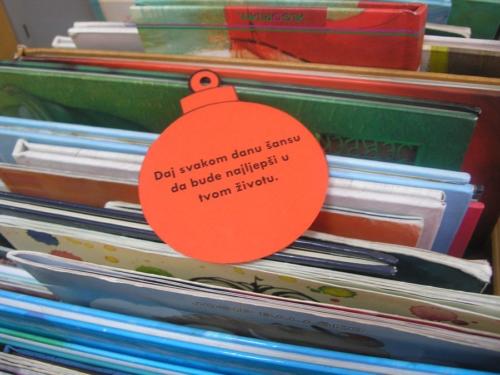 Daj svakom danu šansu
da bude najljepši u
tvom životu.